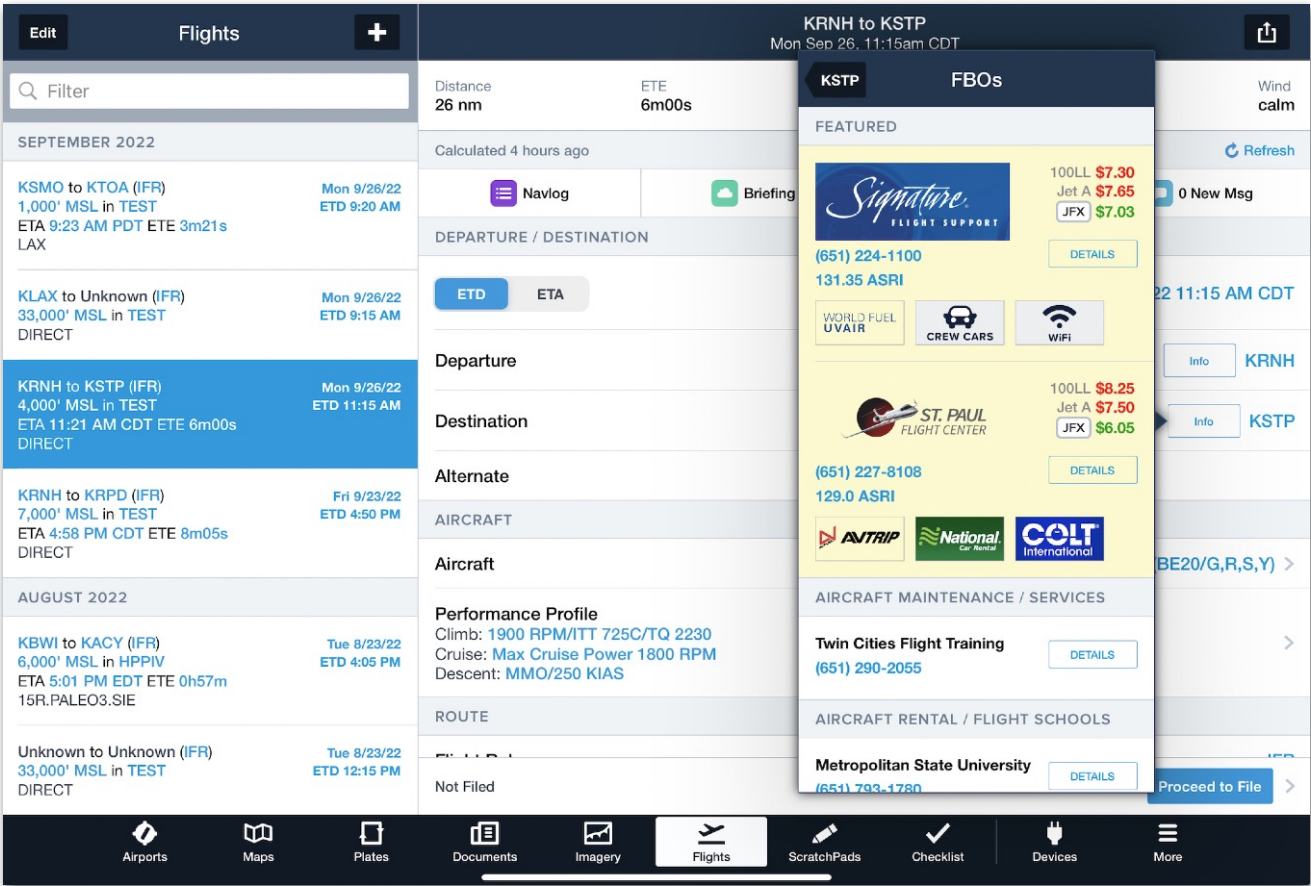 Edit
Flights
+
Filter
SEPTEMBER 2022
KSMO to KTOA (IFR)
Mon 9/26/22
1,000' MSL in TEST
ETD 9:20 AM
ETA 9:23 AM PDT ETE 3m21s
LAX
KLAX to Unknown (IFR)
Mon 9/26/22
33,000' MSL in TEST
ETD 9:15 AM
DIRECT
KRNH to KSTP (IFR)
Mon 9/26/22
4,000' MSL in TEST
ETD 11:15 AM
ETA 11:21 AM CDT ETE 6m00s
DIRECT
KRNH to KRPD (IFR)
Fri 9/23/22
7,000' MSL in TEST
ETD 4:50 PM
ETA 4:58 PM CDT ETE 8m05s
DIRECT
AUGUST 2022
KBWI to KACY (IFR)
Tue 8/23/22
6,000' MSL in HPPIV
ETD 4:05 PM
ETA 5:01 PM EDT ETE 0h57m
15R.PALEO3.SIE
Unknown to Unknown (IFR)
Tue 8/23/22
33,000' MSL in TEST
ETD 12:15 PM
DIRECT
KRNH to KSTP
Mon Sep 26, 11:15am CDT
Distance
26 nm
ETE
6m00s
Wind
calm
Calculated 4 hours ago
Refresh
Navlog
Briefing
0 New Msg
DEPARTURE / DESTINATION
ETD
ETA
22 11:15 AM CDT
Departure
Info
KRNH
Destination
Info
KSTP
Alternate
AIRCRAFT
Aircraft
BE20/G,R,S,Y)
Performance Profile
Climb: 1900 RPM/ITT 725C/TQ 2230
Cruise: Max Cruise Power 1800 RPM
Descent: MMO/250 KIAS
ROUTE
Not Filed
Proceed to File
KSTP
FBOs
FEATURED
Signature
FLIGHT SUPPORT
100LL $7.30
Jet A $7.65
JFX $7.03
DETAILS
(651) 224-1100
131.35 ASRI
WORLD FUEL
UVAIR
CREW CARS
WiFi
ST. PAUL
FLIGHT CENTER
100LL $8.25
Jet A $7.50
JFX $6.05
DETAILS
(651) 227-8108
129.0 ASRI
AVTRIP
National
Car Rental
COLT
International
AIRCRAFT MAINTENANCE / SERVICES
Twin Cities Flight Training
(651) 290-2055
DETAILS
AIRCRAFT RENTAL / FLIGHT SCHOOLS
Metropolitan State University
(651) 793-1780
DETAILS
Airports
Maps
Plates
Documents
Imagery
Flights
ScratchPads
Checklist
Devices
More